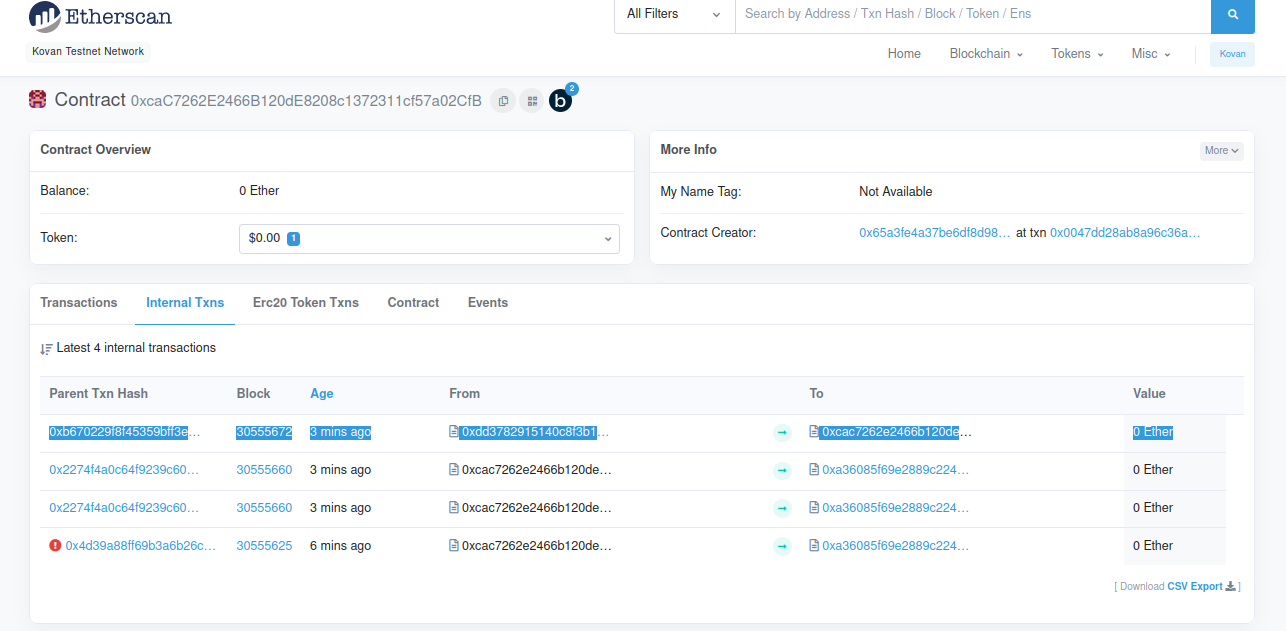 Etherscan
All Filters
Search by Address / Txn Hash / Block / Token / Ens
Kovan Testnet Network
Home Blockchain Tokens Misc Kovan
Contract 0xcaC7262E2466B120dE8208c1372311cf57a02CfB b 2
Contract Overview
Balance: 0 Ether
Token: $0.00 1
More Info More
My Name Tag: Not Available
Contract Creator: 0x65a3fe4a37be6df8d98... at txn 0x0047dd28ab8a96c36a...
Transactions Internal Txns Erc20 Token Txns Contract Events
Latest 4 internal transactions
Parent Txn Hash Block Age From To Value
0xb670229f8f45359bff3e... 30555672 3 mins ago 0xdd3782915140c8f3b1... → 0xcac7262e2466b120de... 0 Ether
0x2274f4a0c64f9239c60... 30555660 3 mins ago 0xcac7262e2466b120de... → 0xa36085f69e2889c224... 0 Ether
0x2274f4a0c64f9239c60... 30555660 3 mins ago 0xcac7262e2466b120de... → 0xa36085f69e2889c224... 0 Ether
! 0x4d39a88ff69b3a6b26c... 30555625 6 mins ago 0xcac7262e2466b120de... → 0xa36085f69e2889c224... 0 Ether
[ Download CSV Export ]